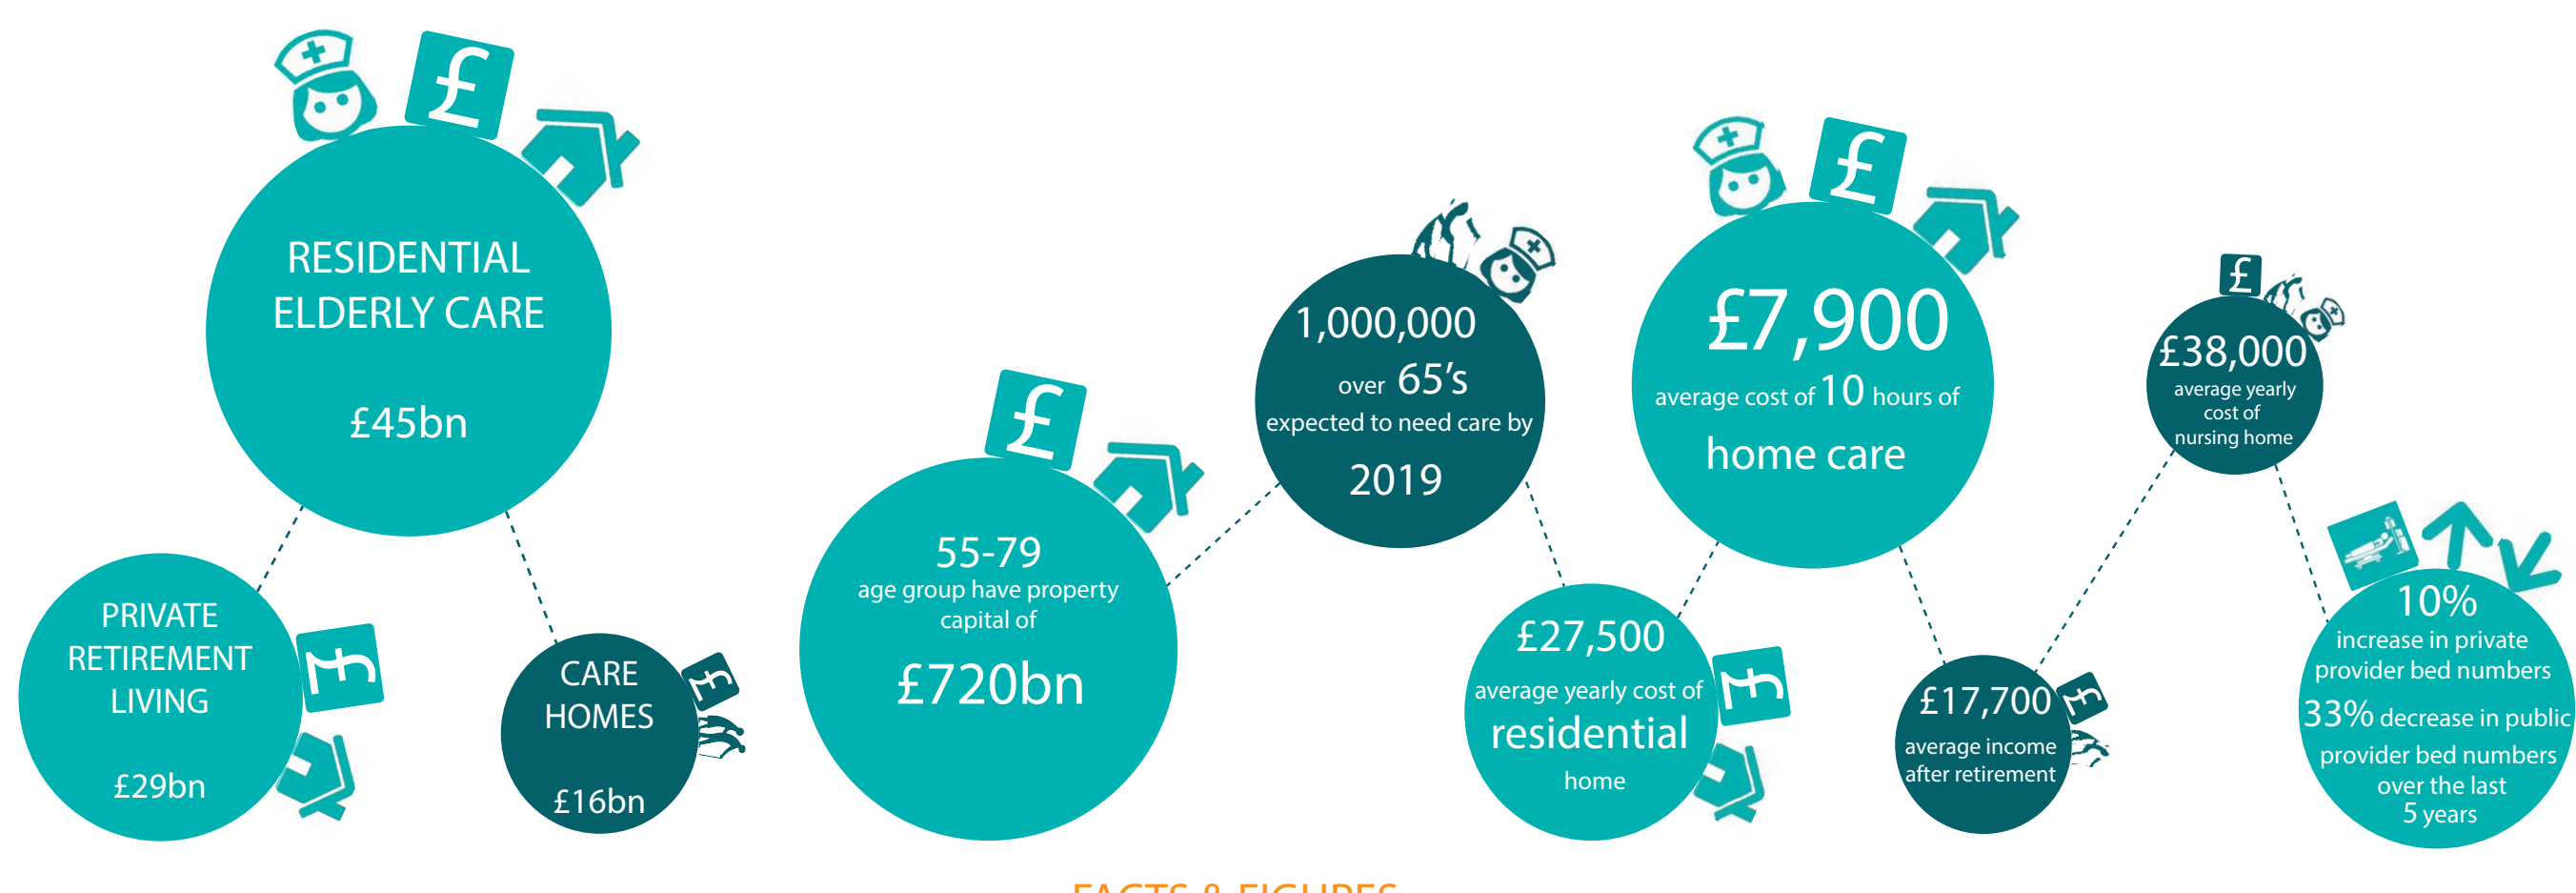 RESIDENTIAL
ELDERLY CARE
£45bn
PRIVATE
RETIREMENT
LIVING
£29bn
CARE
HOMES
£16bn
55-79
age group have property
capital of
£720bn
1,000,000
over 65’s
expected to need care by
2019
£27,500
average yearly cost of
residential
home
£7,900
average cost of 10 hours of
home care
£17,700
average income
after retirement
£38,000
average yearly
cost of
nursing home
10%
increase in private
provider bed numbers
33% decrease in public
provider bed numbers
over the last
5 years
£
£
£
£
£
£
£
£
FACTS & FIGURES